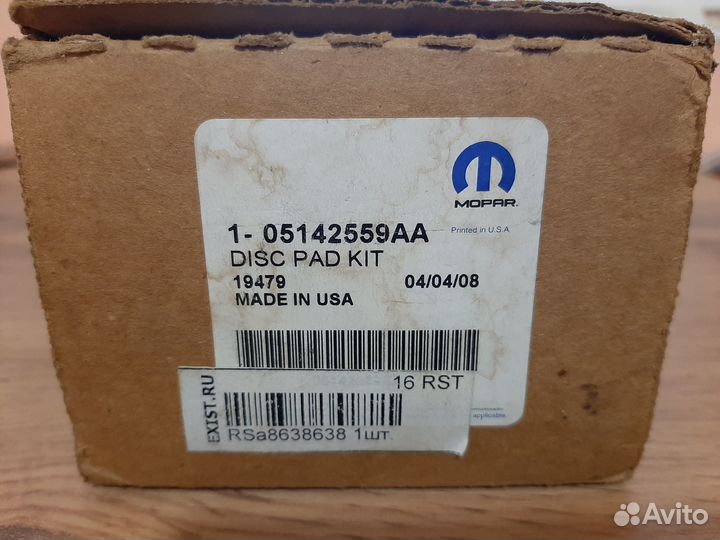 MOPAR
1- 05142559AA
Printed in U.S.A
DISC PAD KIT
19479 04/04/08
MADE IN USA
16 RST
EXIST.RU
applicable.
RSa8638638 1шт.
Avito